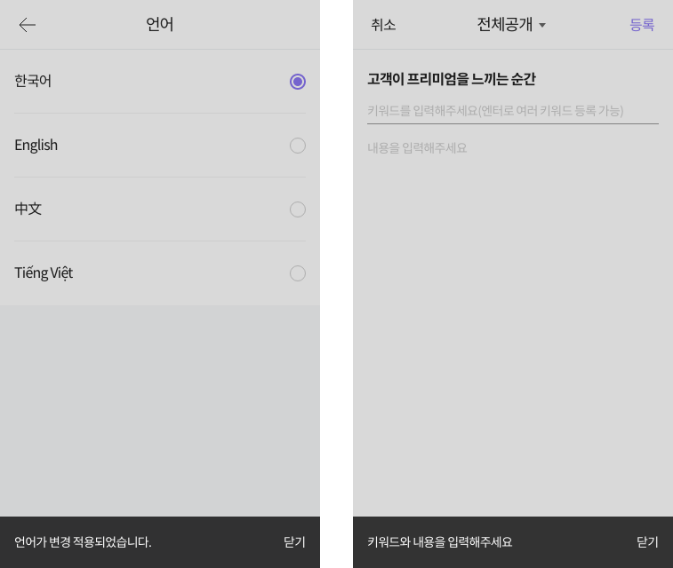 언어
한국어
English
中文
Tiếng Việt
언어가 변경 적용되었습니다. 닫기
취소 전체공개 등록
고객이 프리미엄을 느끼는 순간
키워드를 입력해주세요(엔터로 여러 키워드 등록 가능)
내용을 입력해주세요
키워드와 내용을 입력해주세요 닫기